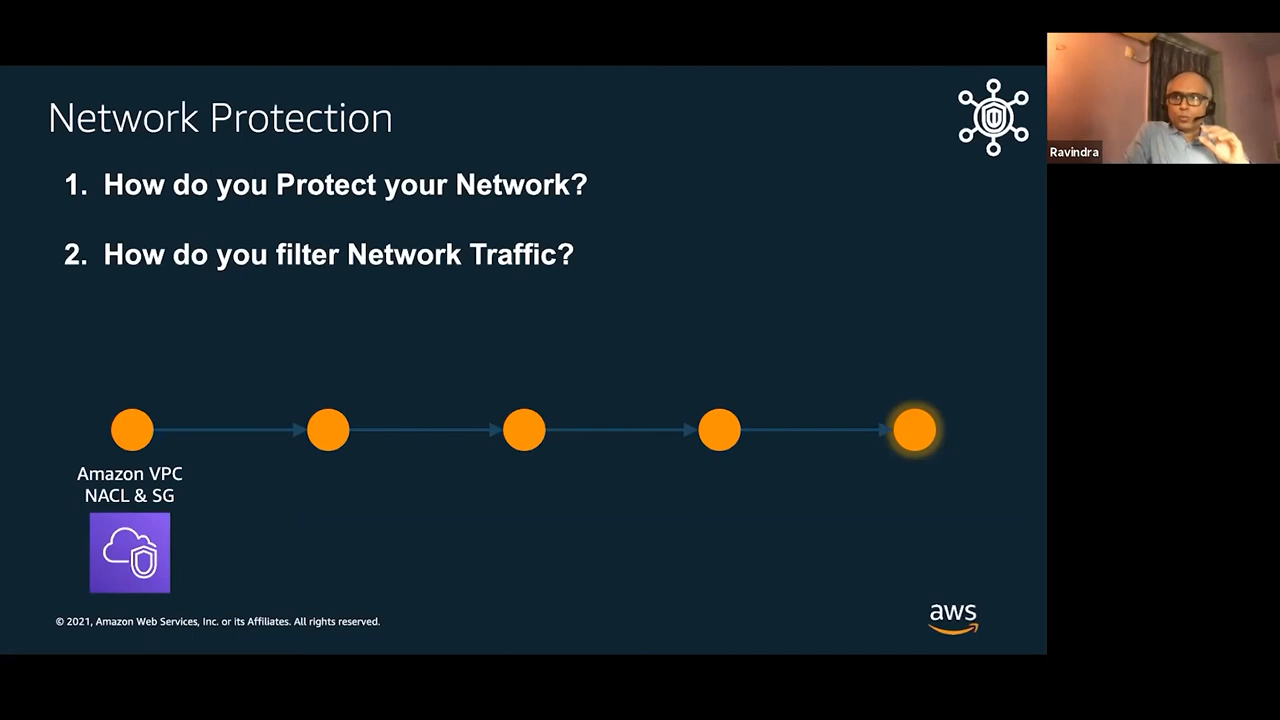 Network Protection
1. How do you Protect your Network?
2. How do you filter Network Traffic?
Amazon VPC
NACL & SG
© 2021, Amazon Web Services, Inc. or its Affiliates. All rights reserved.
aws
Ravindra